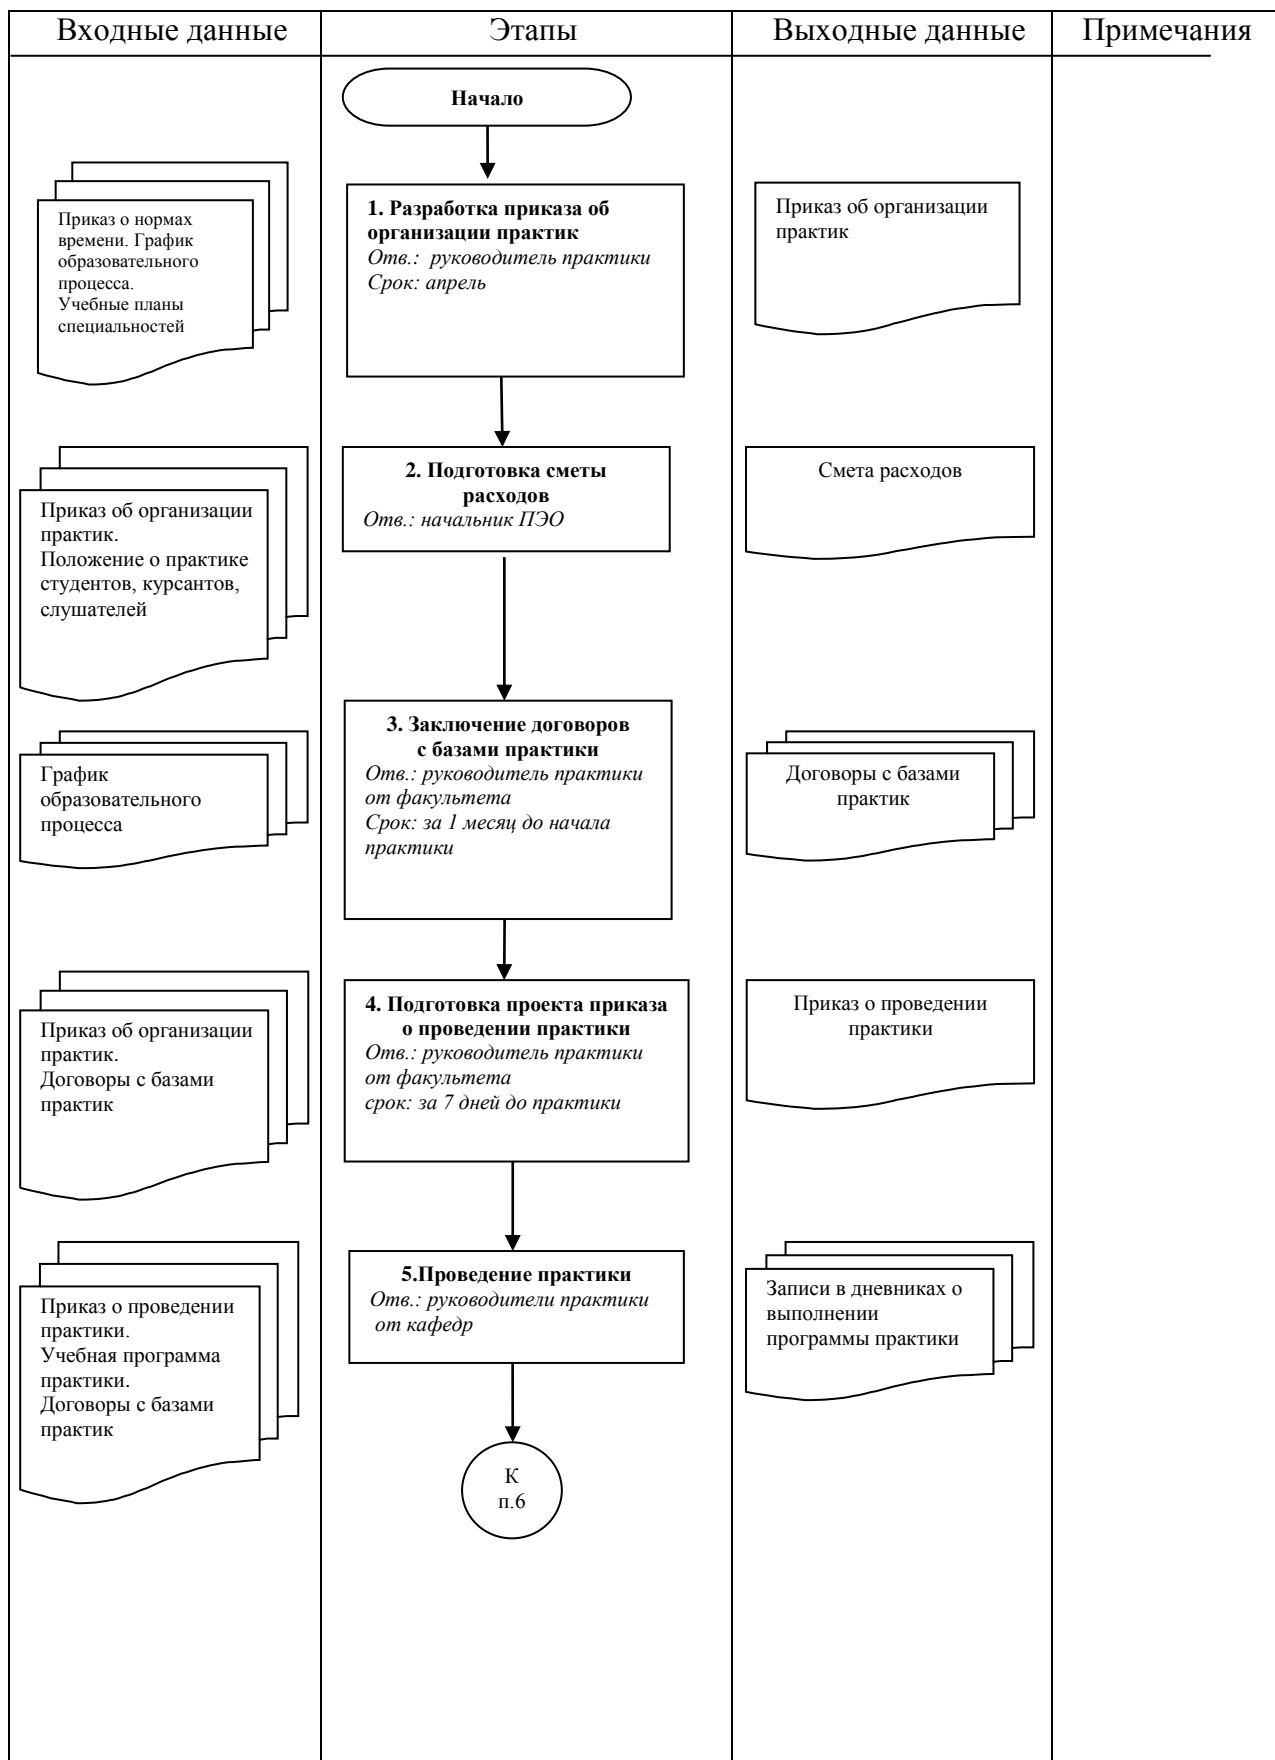 Входные данные
Этапы
Выходные данные
Примечания
Начало
Приказ о нормах
времени. График
образовательного
процесса.
Учебные планы
специальностей
1. Разработка приказа об
организации практик
Отв.: руководитель практики
Срок: апрель
Приказ об организации
практик
Приказ об организации
практик.
Положение о практике
студентов, курсантов,
слушателей
2. Подготовка сметы
расходов
Отв.: начальник ПЭО
Смета расходов
График
образовательного
процесса
3. Заключение договоров
с базами практики
Отв.: руководитель практики
от факультета
Срок: за 1 месяц до начала
практики
Договоры с базами
практик
Приказ об организации
практик.
Договоры с базами
практик
4. Подготовка проекта приказа
о проведении практики
Отв.: руководитель практики
от факультета
срок: за 7 дней до практики
Приказ о проведении
практики
Приказ о проведении
практики.
Учебная программа
практики.
Договоры с базами
практик
5.Проведение практики
Отв.: руководители практики
от кафедр
Записи в дневниках о
выполнении
программы практики
К
п.6